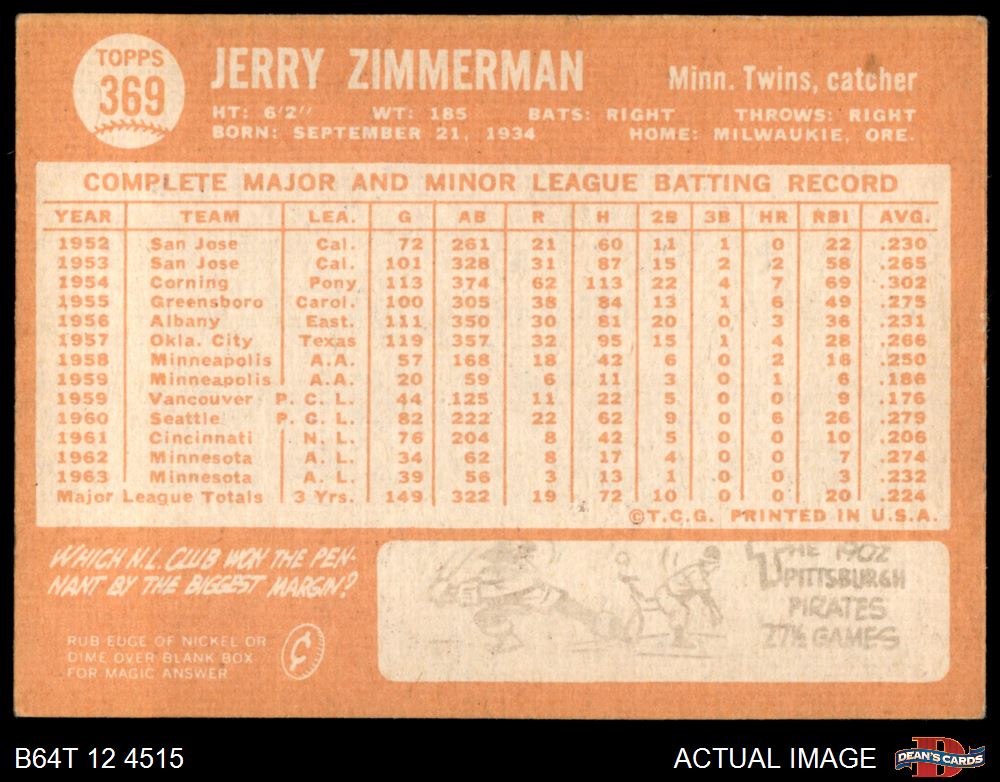 TOPPS
369
JERRY ZIMMERMAN
Minn. Twins, catcher
HT: 6'2" WT: 185 BATS: RIGHT THROWS: RIGHT
BORN: SEPTEMBER 21, 1934 HOME: MILWAUKIE, ORE.
COMPLETE MAJOR AND MINOR LEAGUE BATTING RECORD
YEAR TEAM LEA. G AB R H 2B 3B HR RBI AVG.
1952 San Jose Cal. 72 261 21 60 11 1 0 22 .230
1953 San Jose Cal. 101 328 31 87 15 2 2 58 .265
1954 Corning Pony 113 374 62 113 22 4 7 69 .302
1955 Greensboro Carol. 100 305 38 84 13 1 6 49 .275
1956 Albany East. 111 350 30 81 20 0 3 36 .231
1957 Okla. City Texas 119 357 32 95 15 1 4 28 .266
1958 Minneapolis A.A. 57 168 18 42 6 0 2 16 .250
1959 Minneapolis A.A. 20 59 6 11 3 0 1 6 .186
1959 Vancouver P. C. L. 44 125 11 22 5 0 0 9 .176
1960 Seattle P. C. L. 82 222 22 62 9 0 6 26 .279
1961 Cincinnati N. L. 76 204 8 42 5 0 0 10 .206
1962 Minnesota A. L. 34 62 8 17 4 0 0 7 .274
1963 Minnesota A. L. 39 56 3 13 1 0 0 3 .232
Major League Totals 3 Yrs. 149 322 19 72 10 0 0 20 .224
©T.C.G. PRINTED IN U.S.A.
WHICH N.L. CLUB WON THE PEN-
NANT BY THE BIGGEST MARGIN?
RUB EDGE OF NICKEL OR
DIME OVER BLANK BOX
FOR MAGIC ANSWER
¢
THE 1902
PITTSBURGH
PIRATES
27½ GAMES
B64T 12 4515
ACTUAL IMAGE
D
DEAN'S CARDS